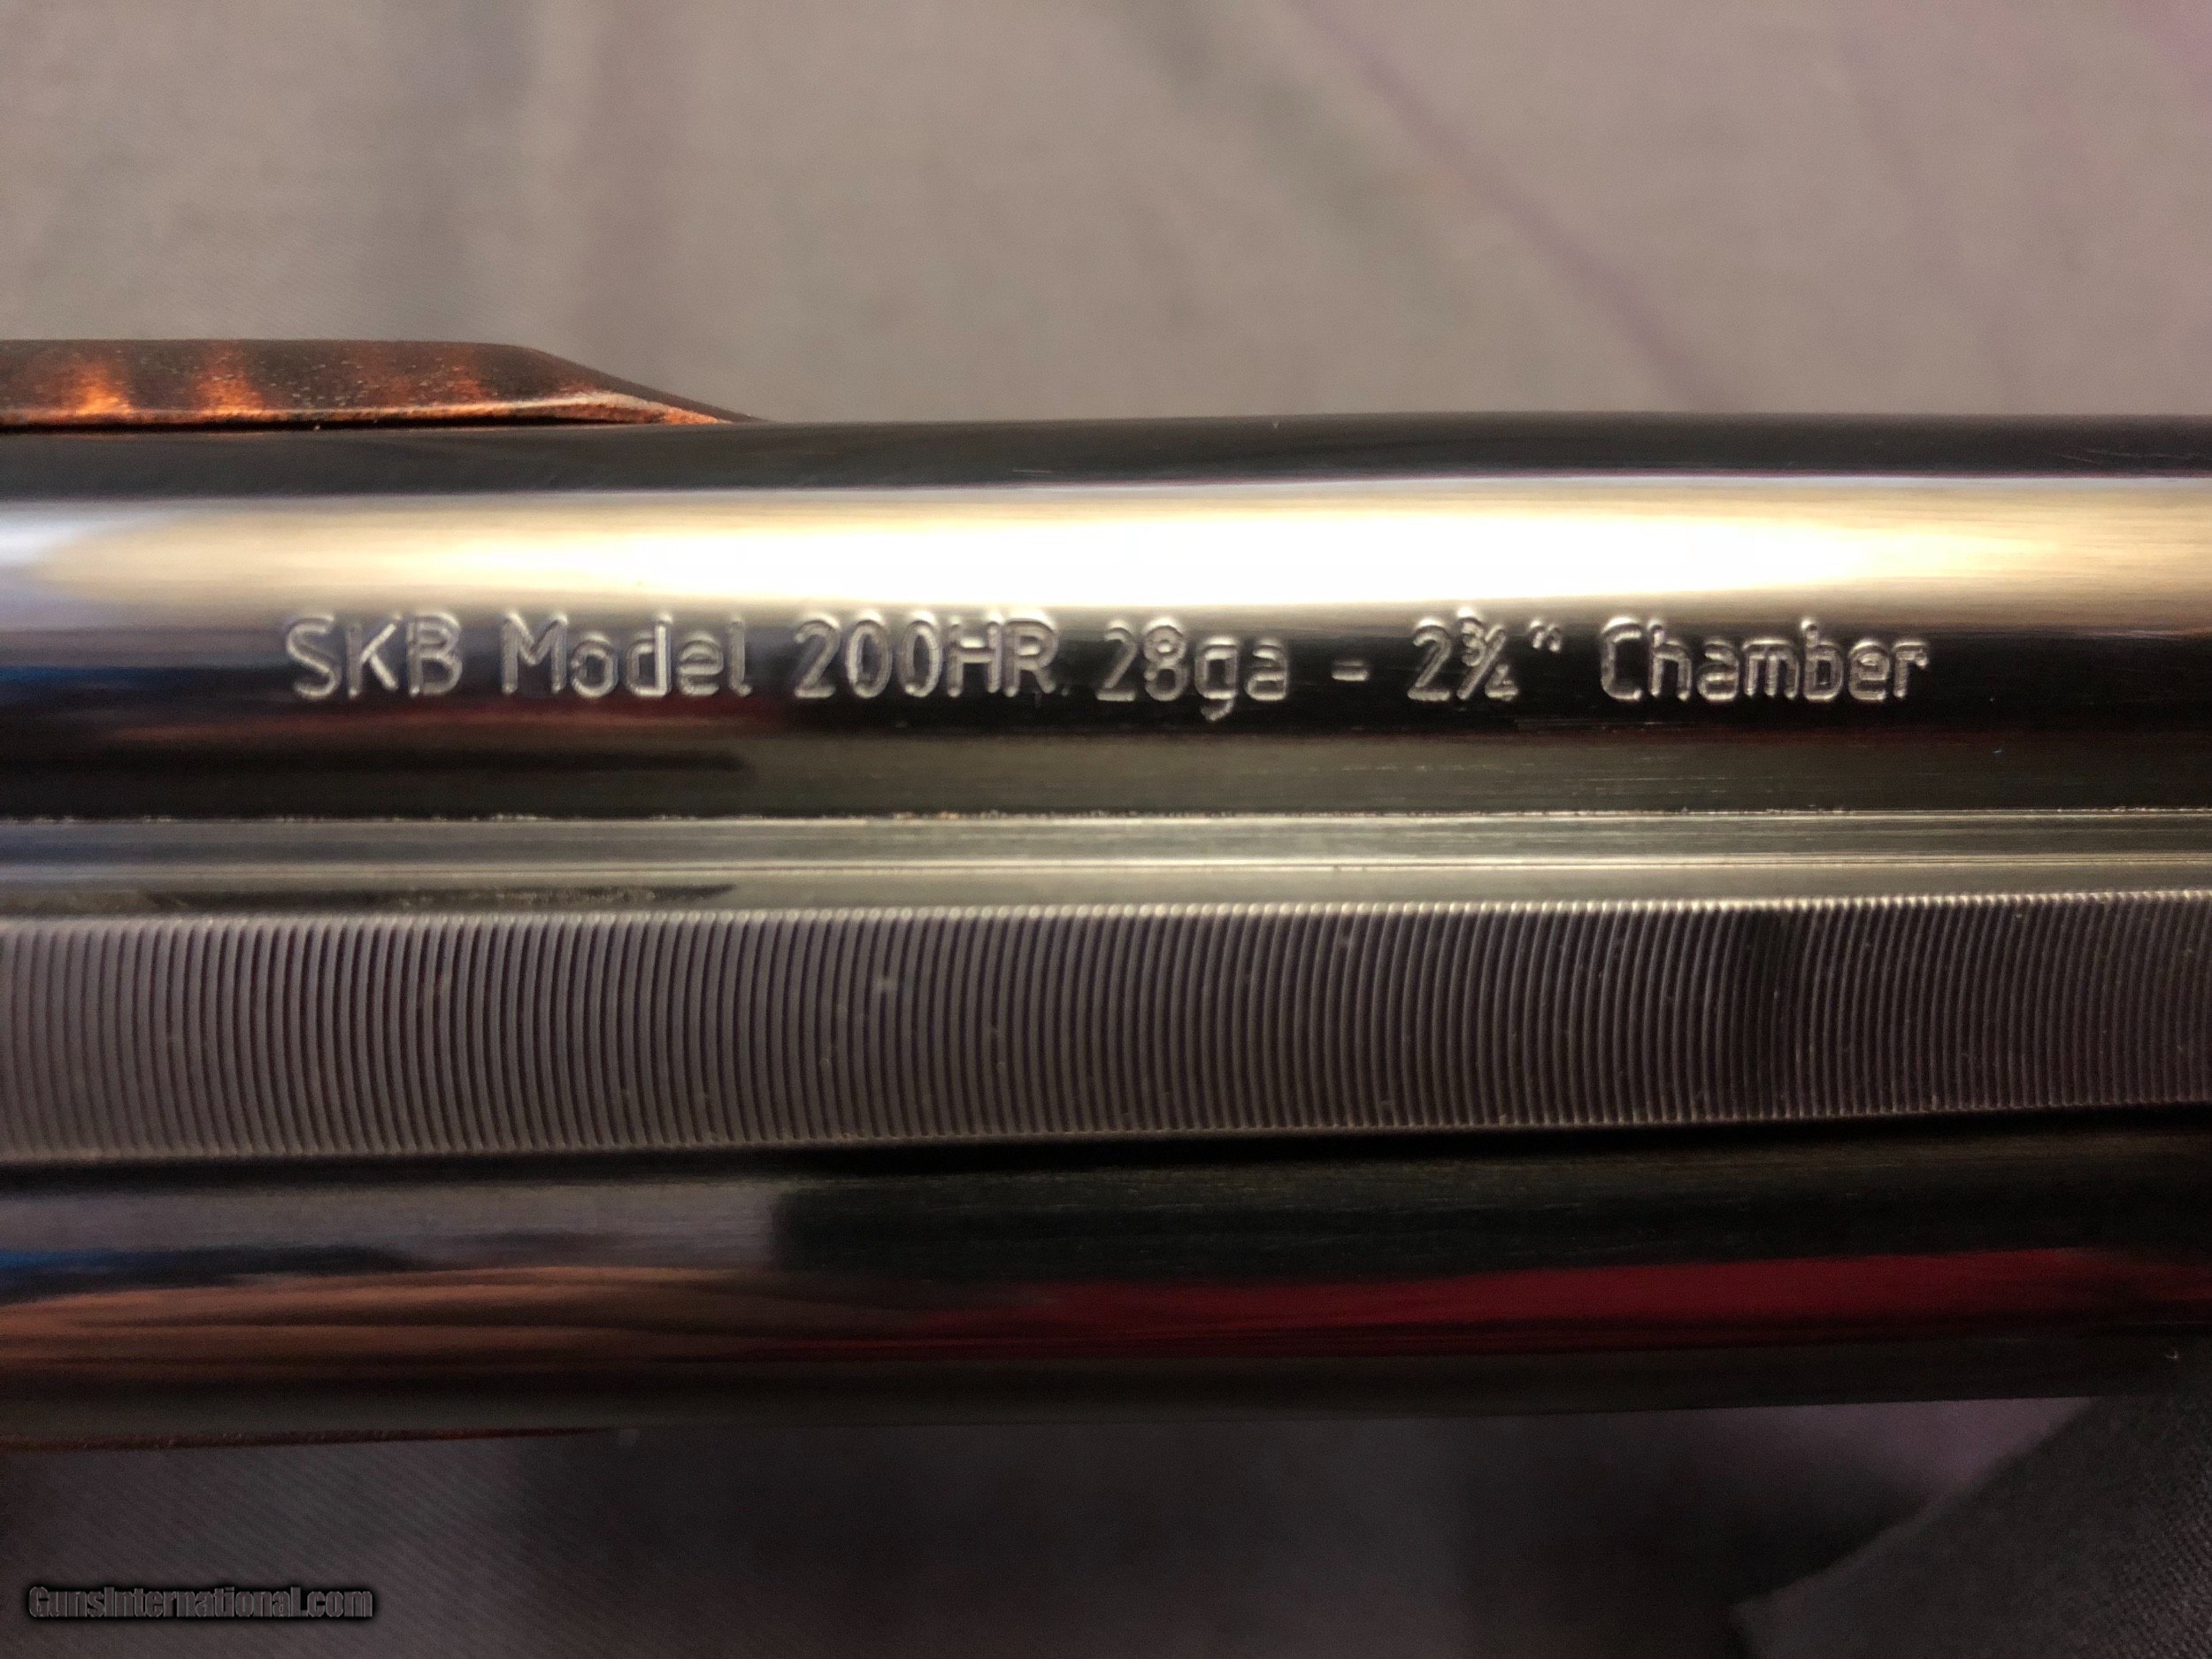 SKB Model 200HR 28ga - 2¾" Chamber
GunsInternational.com